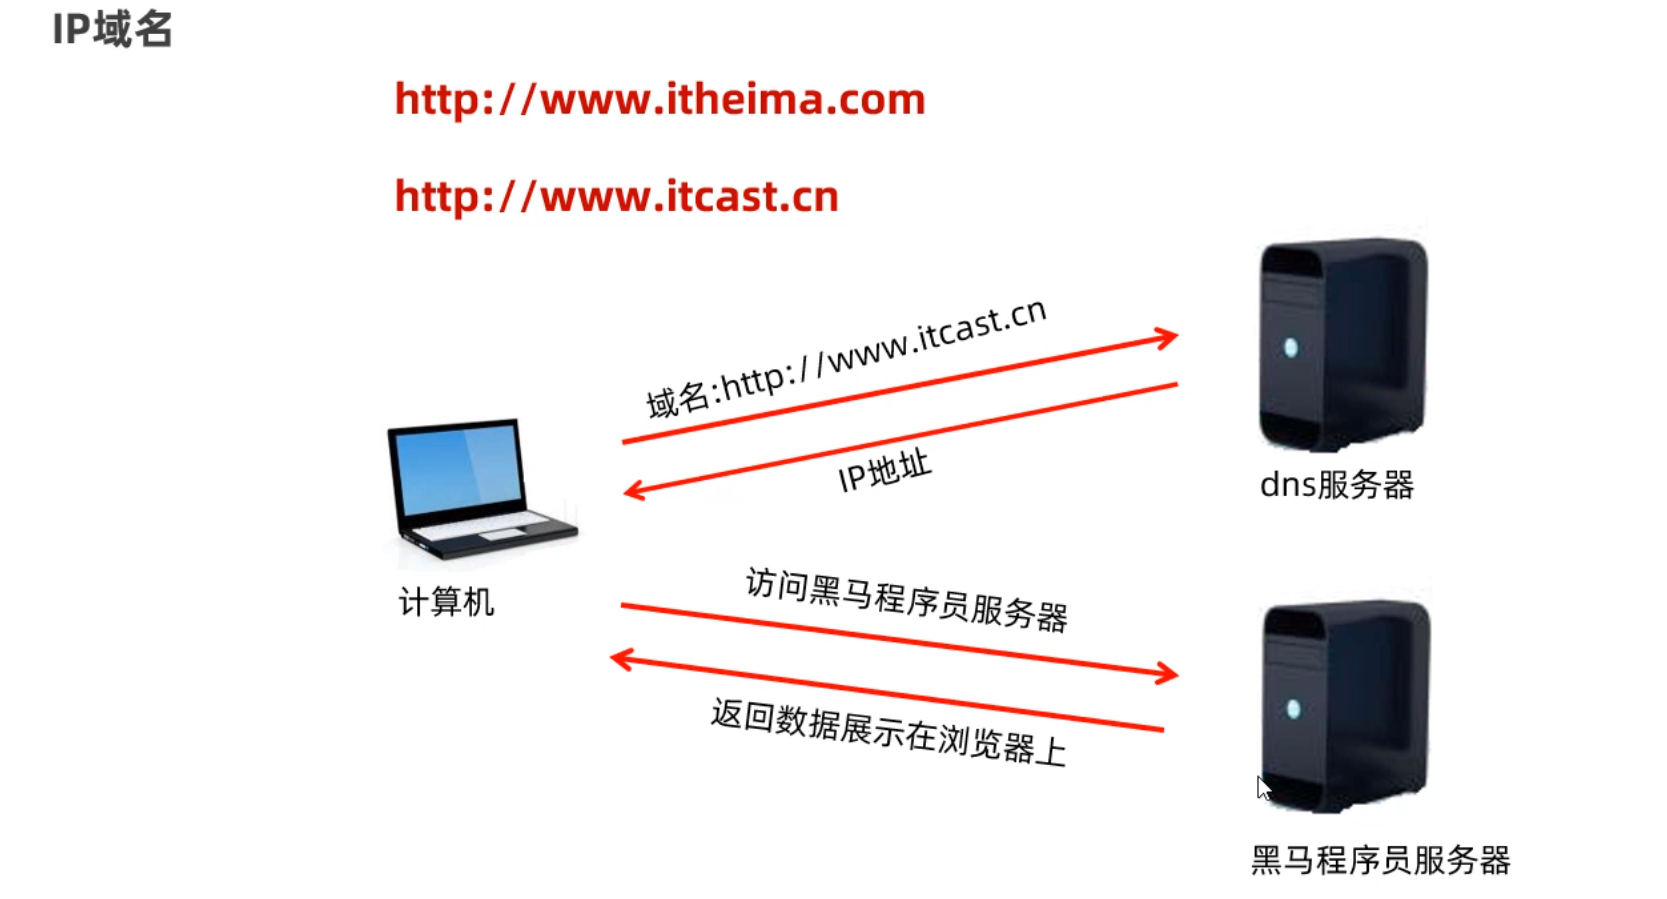 IP域名
http://www.itheima.com
http://www.itcast.cn
域名:http://www.itcast.cn
IP地址
dns服务器
计算机
访问黑马程序员服务器
返回数据展示在浏览器上
黑马程序员服务器